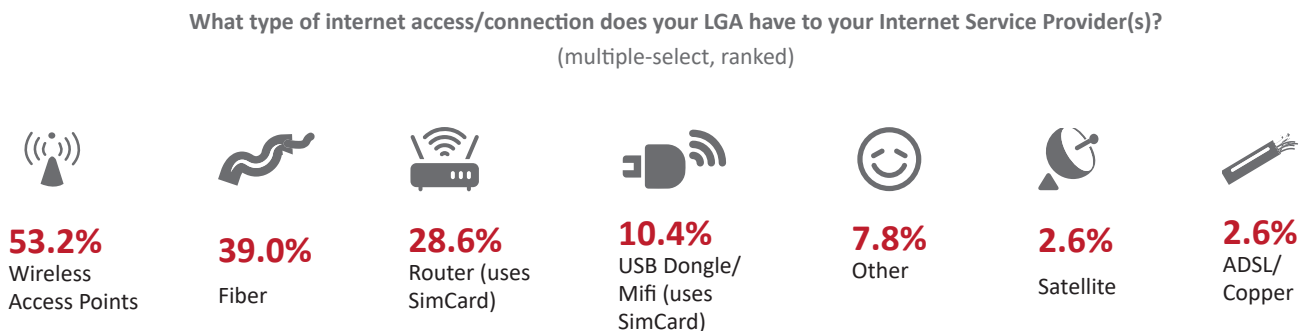 What type of internet access/connection does your LGA have to your Internet Service Provider(s)?
(multiple-select, ranked)
53.2%
Wireless
Access Points
39.0%
Fiber
28.6%
Router (uses
SimCard)
10.4%
USB Dongle/
Mifi (uses
SimCard)
7.8%
Other
2.6%
Satellite
2.6%
ADSL/
Copper